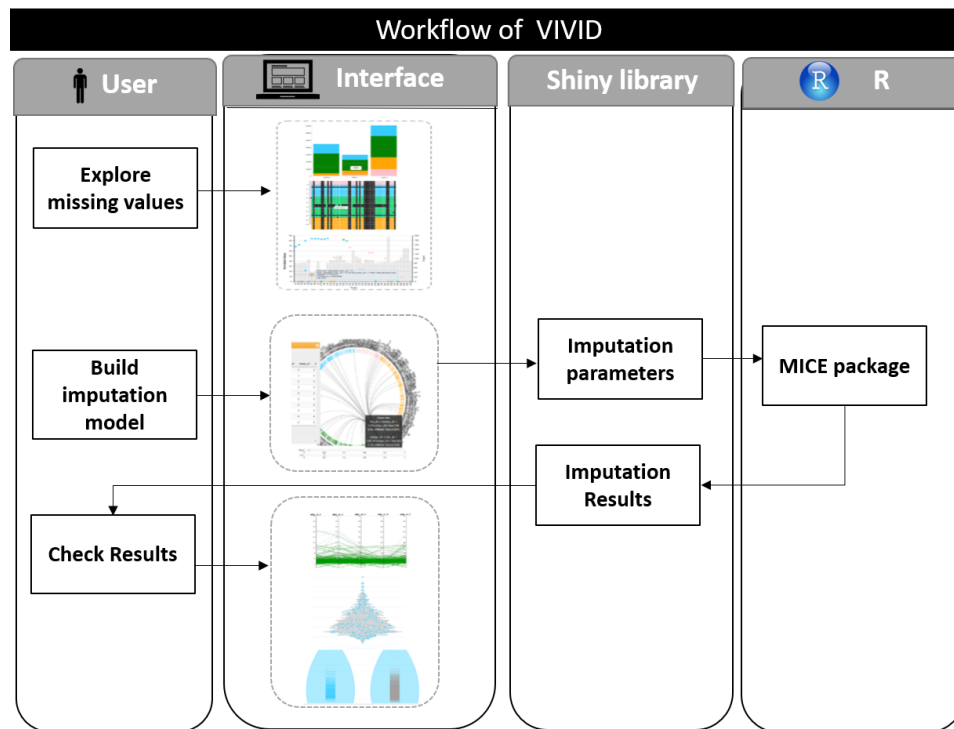 Workflow of VIVID
User
Interface
Shiny library
R
R
Explore
missing values
Build
imputation
model
Imputation
parameters
MICE package
Imputation
Results
Check Results